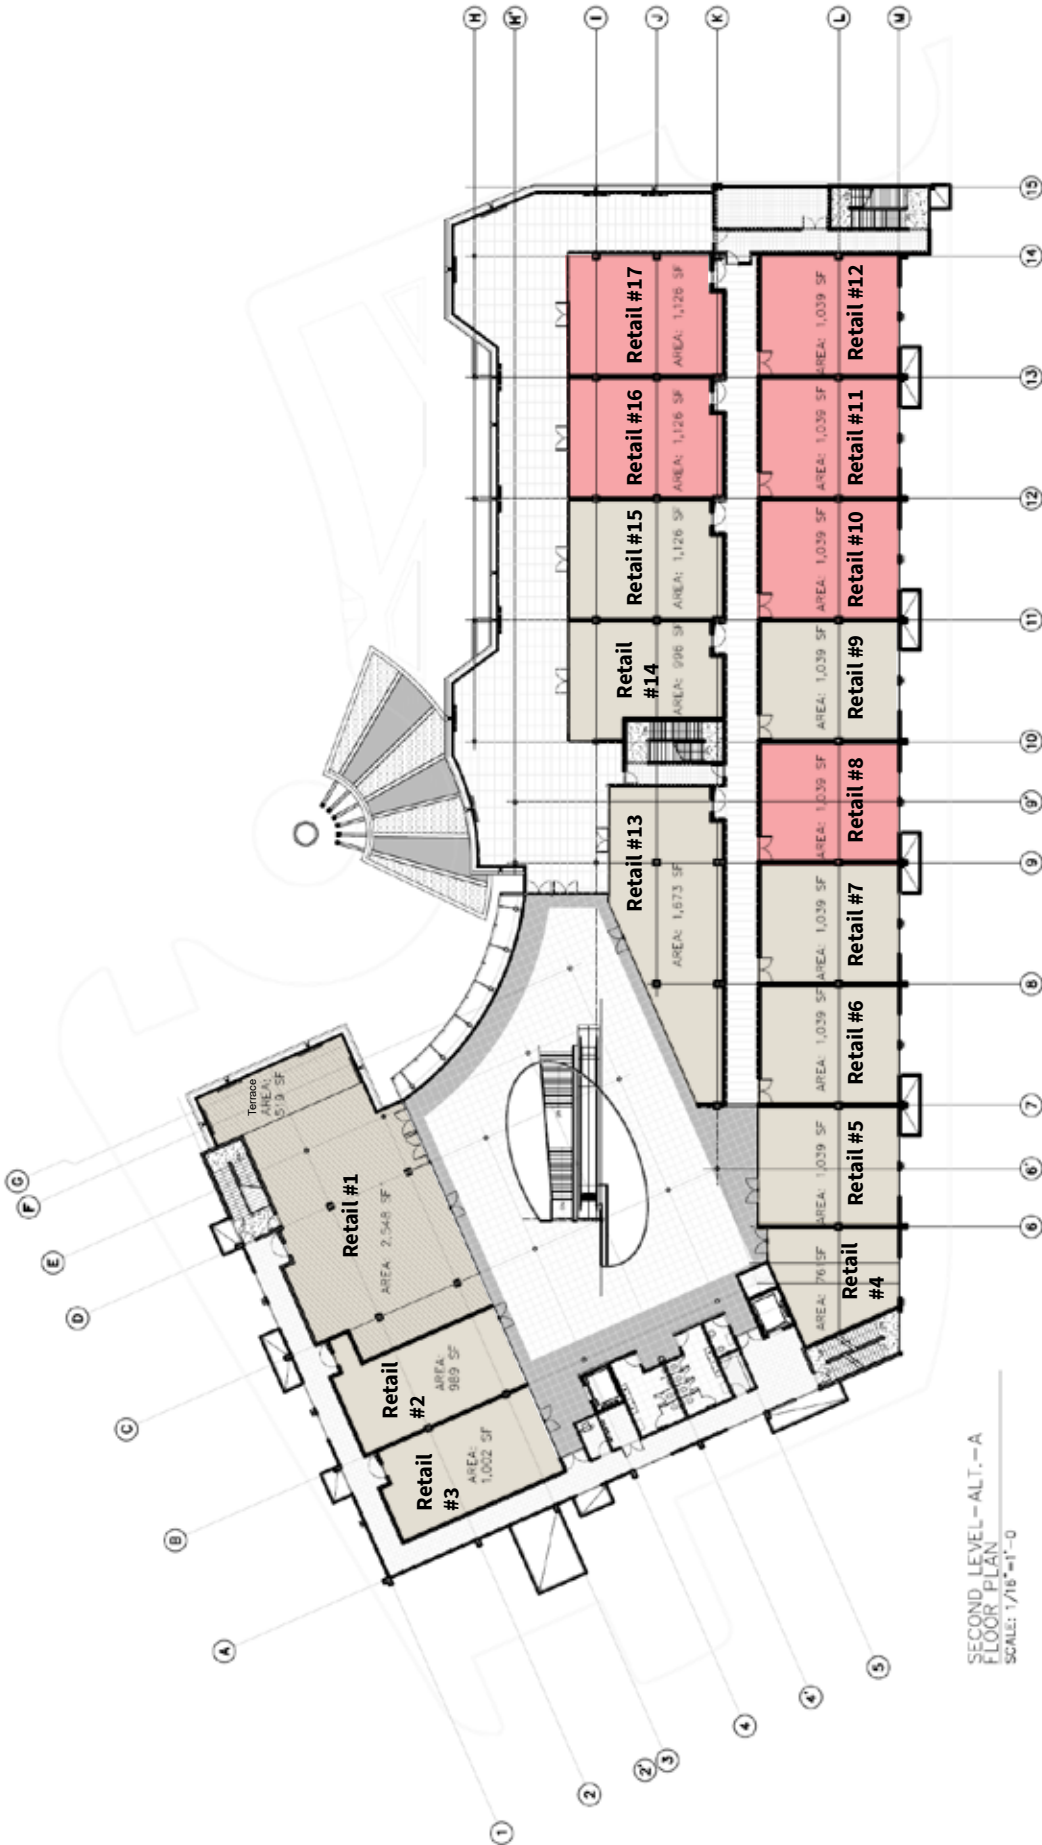 H
H'
I
J
K
L
M
15
14
13
12
11
10
9'
9
8
7
6'
6
G
F
E
D
C
B
A
1
2
2'
3
4
4'
5
Retail #17
AREA: 1,126 SF
Retail #12
AREA: 1,039 SF
Retail #16
AREA: 1,126 SF
Retail #11
AREA: 1,039 SF
Retail #15
AREA: 1,126 SF
Retail #10
AREA: 1,039 SF
Retail
#14
AREA: 996 SF
Retail #9
AREA: 1,039 SF
Retail #8
AREA: 1,039 SF
Retail #13
AREA: 1,673 SF
Retail #7
AREA: 1,039 SF
Retail #6
AREA: 1,039 SF
Retail #5
AREA: 1,039 SF
Retail
#4
AREA: 761SF
Terrace
AREA:
519 SF
Retail #1
AREA 2,548 SF
Retail
#2
AREA:
989 SF
Retail
#3
AREA:
1,002 SF
SECOND LEVEL-ALT.-A
FLOOR PLAN
SCALE: 1/16"=1'-0